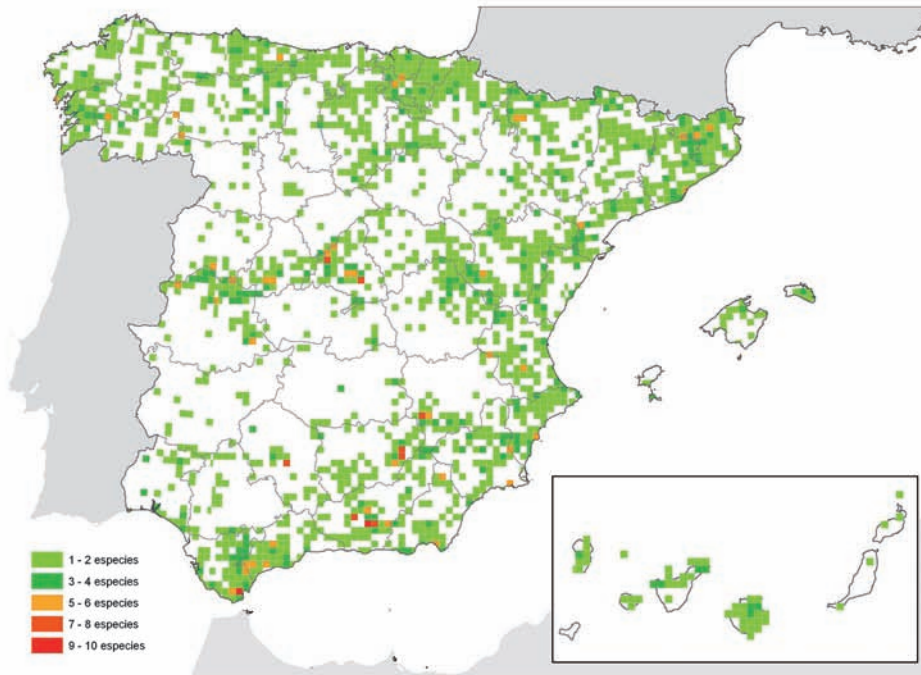 1 - 2 especies
3 - 4 especies
5 - 6 especies
7 - 8 especies
9 - 10 especies